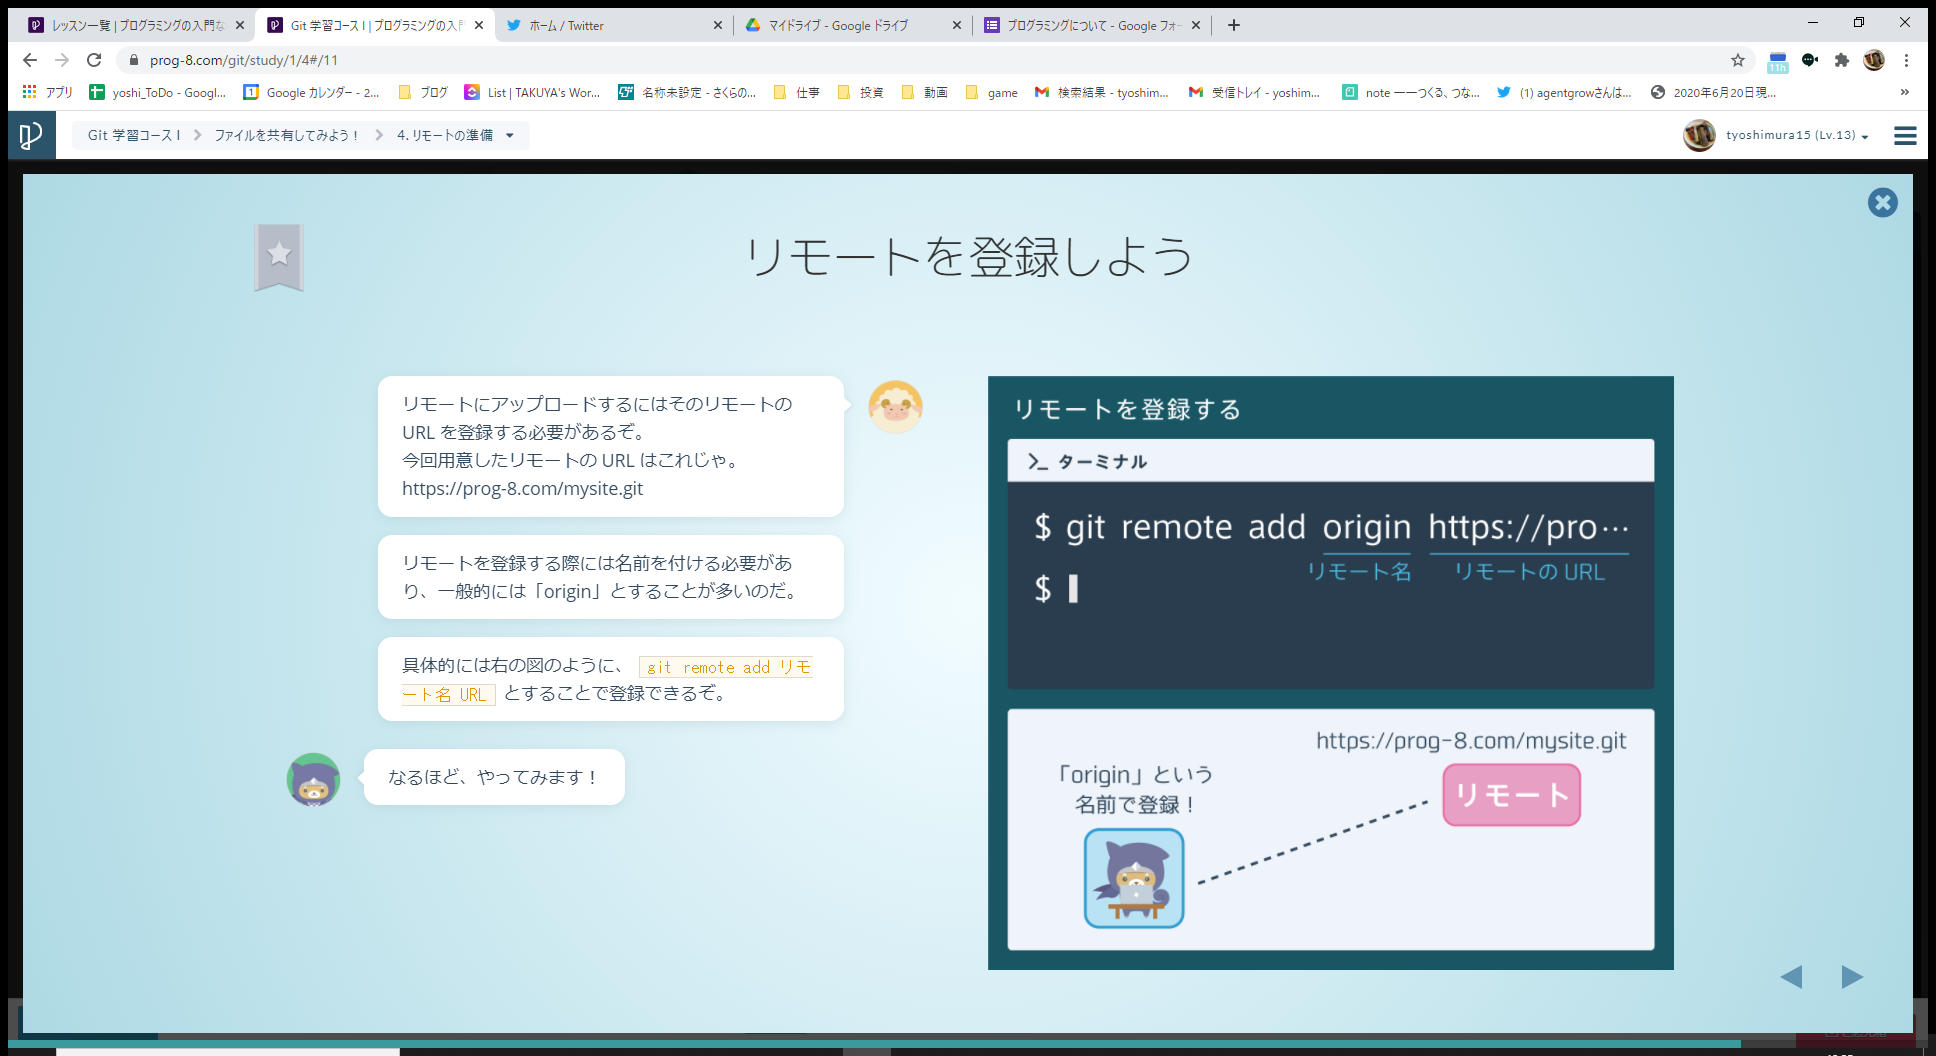 レッスン一覧 | プログラミングの入門な
Git 学習コース I | プログラミングの入門
ホーム / Twitter
マイドライブ - Google ドライブ
プログラミングについて - Google フォー
prog-8.com/git/study/1/4#/11
11h
アプリ
yoshi_ToDo - Googl...
Google カレンダー - 2...
ブログ
List | TAKUYA's Wor...
名称未設定 - さくらの...
仕事
投資
動画
game
検索結果 - tyoshim...
受信トレイ - yoshim...
note ——つくる、つな...
(1) agentgrowさんは...
2020年6月20日現...
»
Git 学習コース I
ファイルを共有してみよう！
4. リモートの準備
tyoshimura15 (Lv.13)
リモートを登録しよう
リモートにアップロードするにはそのリモートの
URL を登録する必要があるぞ。
今回用意したリモートの URL はこれじゃ。
https://prog-8.com/mysite.git
リモートを登録する際には名前を付ける必要があ
り、一般的には「origin」とすることが多いのだ。
具体的には右の図のように、 git remote add リモ
ート名 URL とすることで登録できるぞ。
なるほど、やってみます！
リモートを登録する
>_ ターミナル
$ git remote add origin https://pro…
リモート名 リモートの URL
$
https://prog-8.com/mysite.git
「origin」という
名前で登録！
リモート